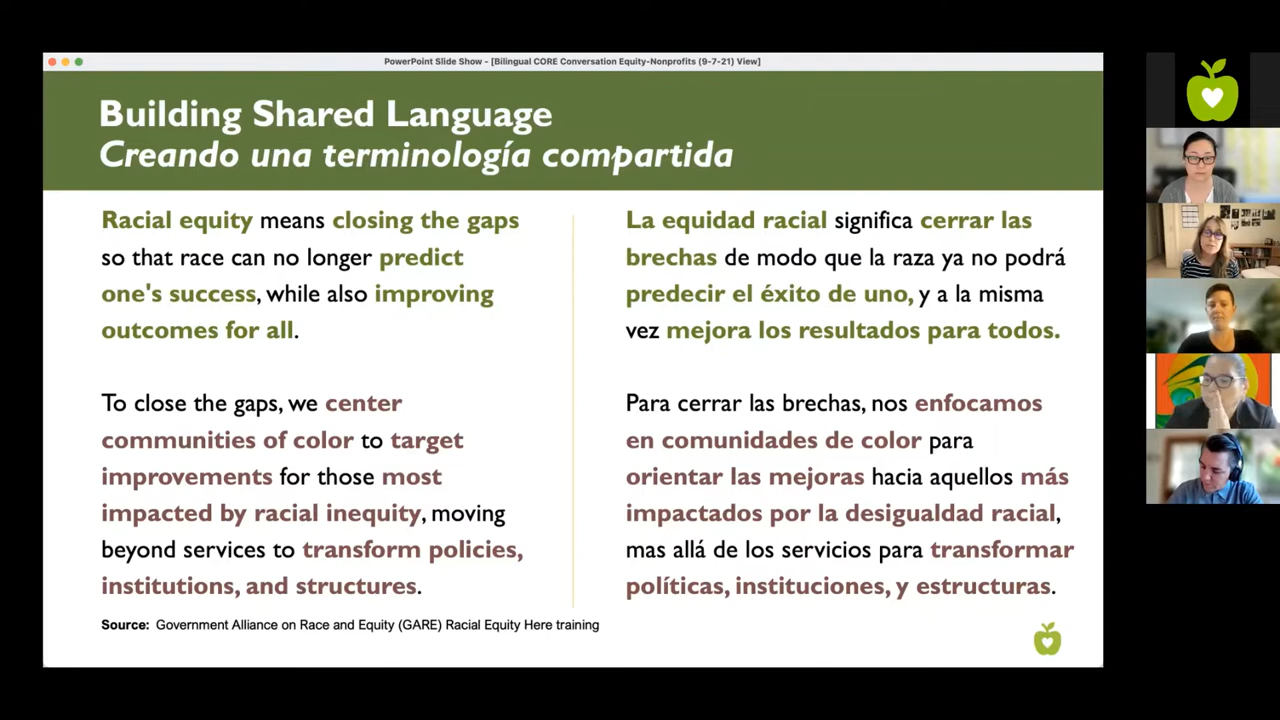 PowerPoint Slide Show - [Bilingual CORE Conversation Equity-Nonprofits (9-7-21) View]
Building Shared Language
Creando una terminología compartida
Racial equity means closing the gaps
so that race can no longer predict
one's success, while also improving
outcomes for all.
To close the gaps, we center
communities of color to target
improvements for those most
impacted by racial inequity, moving
beyond services to transform policies,
institutions, and structures.
La equidad racial significa cerrar las
brechas de modo que la raza ya no podrá
predecir el éxito de uno, y a la misma
vez mejora los resultados para todos.
Para cerrar las brechas, nos enfocamos
en comunidades de color para
orientar las mejoras hacia aquellos más
impactados por la desigualdad racial,
mas allá de los servicios para transformar
políticas, instituciones, y estructuras.
Source: Government Alliance on Race and Equity (GARE) Racial Equity Here training